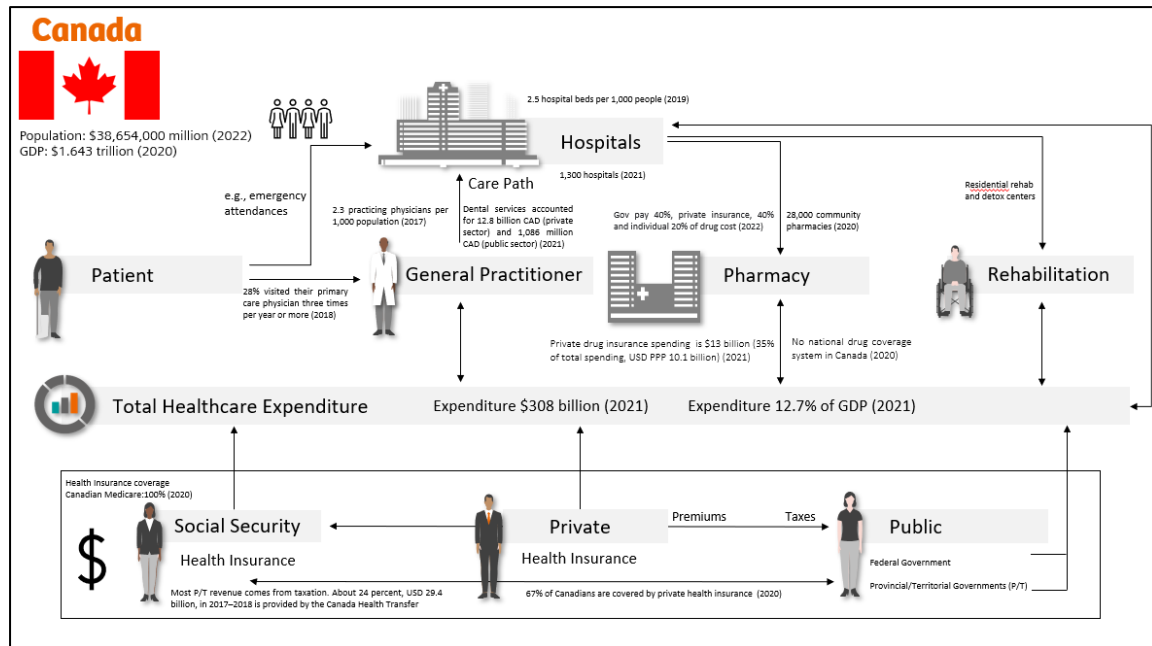 Canada
Population: $38,654,000 million (2022)
GDP: $1.643 trillion (2020)
2.5 hospital beds per 1,000 people (2019)
Hospitals
1,300 hospitals (2021)
Care Path
e.g., emergency
attendances
2.3 practicing physicians per
1,000 population (2017)
Dental services accounted
for 12.8 billion CAD (private
sector) and 1,086 million
CAD (public sector) (2021)
Gov pay 40%, private insurance, 40%
and individual 20% of drug cost (2022)
28,000 community
pharmacies (2020)
Residential rehab
and detox centers
Patient
General Practitioner
Pharmacy
Rehabilitation
28% visited their primary
care physician three times
per year or more (2018)
Private drug insurance spending is $13 billion (35%
of total spending, USD PPP 10.1 billion) (2021)
No national drug coverage
system in Canada (2020)
Total Healthcare Expenditure
Expenditure $308 billion (2021)
Expenditure 12.7% of GDP (2021)
Health Insurance coverage
Canadian Medicare:100% (2020)
$
Social Security
Health Insurance
Private
Health Insurance
Premiums
Taxes
Public
Federal Government
Provincial/Territorial Governments (P/T)
Most P/T revenue comes from taxation. About 24 percent, USD 29.4
billion, in 2017–2018 is provided by the Canada Health Transfer
67% of Canadians are covered by private health insurance (2020)